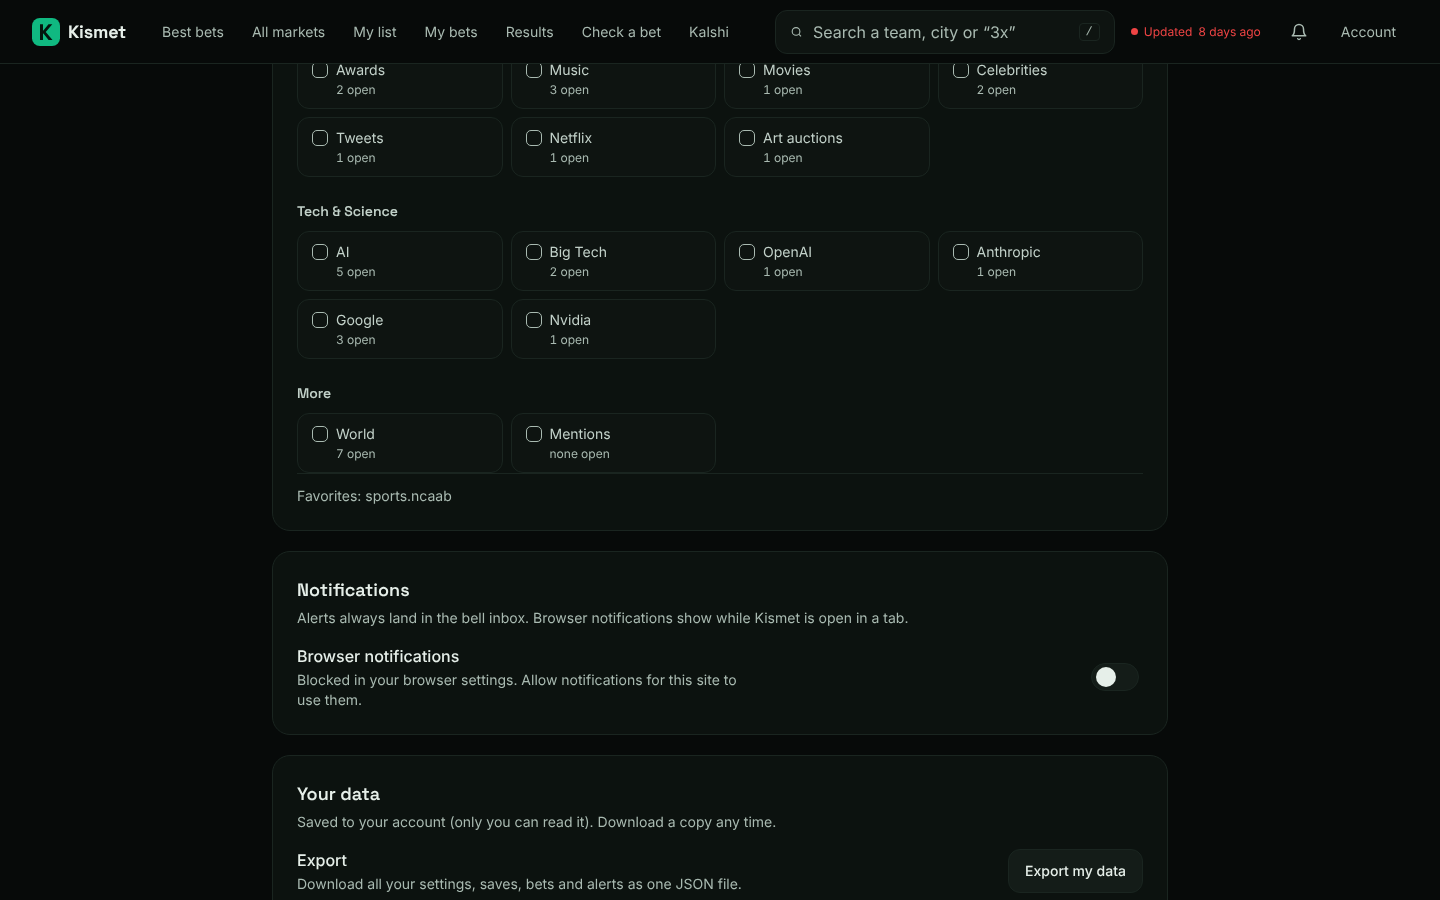 Kismet
Best bets
All markets
My list
My bets
Results
Check a bet
Kalshi
Search a team, city or “3x”
/
Updated 8 days ago
Account
Awards
2 open
Music
3 open
Movies
1 open
Celebrities
2 open
Tweets
1 open
Netflix
1 open
Art auctions
1 open
Tech & Science
AI
5 open
Big Tech
2 open
OpenAI
1 open
Anthropic
1 open
Google
3 open
Nvidia
1 open
More
World
7 open
Mentions
none open
Favorites: sports.ncaab
Notifications
Alerts always land in the bell inbox. Browser notifications show while Kismet is open in a tab.
Browser notifications
Blocked in your browser settings. Allow notifications for this site to
use them.
Your data
Saved to your account (only you can read it). Download a copy any time.
Export
Download all your settings, saves, bets and alerts as one JSON file.
Export my data